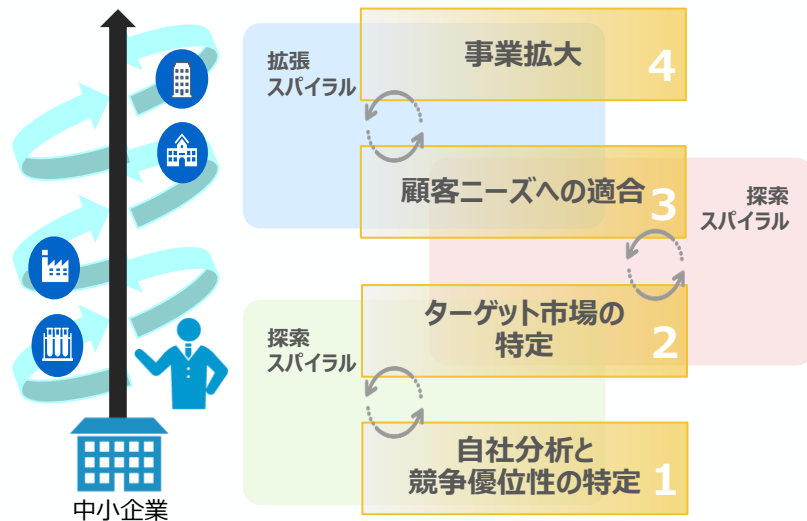 拡張
スパイラル
事業拡大
4
顧客ニーズへの適合
3
探索
スパイラル
ターゲット市場の
特定
2
探索
スパイラル
自社分析と
競争優位性の特定
1
中小企業